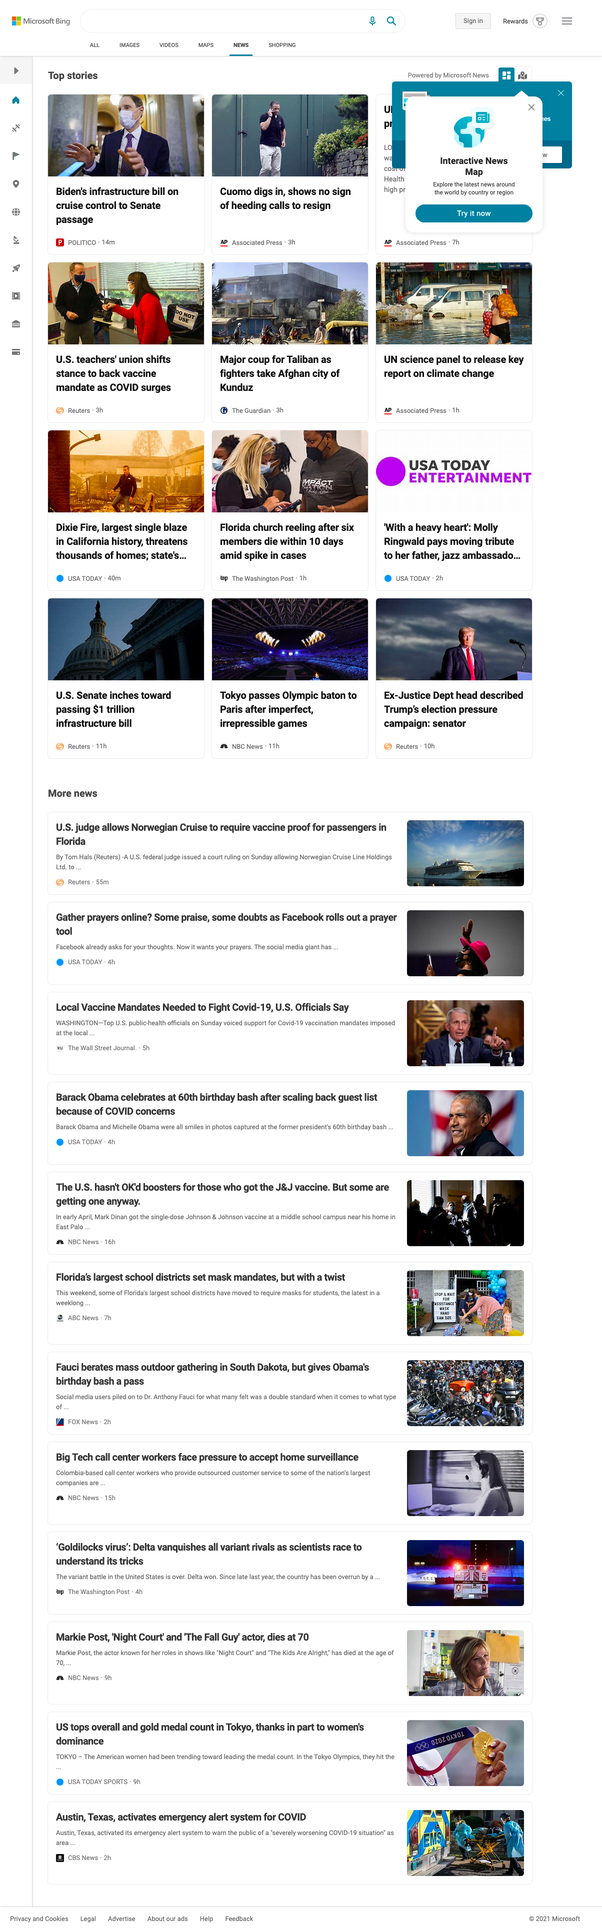 Microsoft Bing
Sign in
Rewards
ALL
IMAGES
VIDEOS
MAPS
NEWS
SHOPPING
Top stories
Powered by Microsoft News
Interactive News
Map
Explore the latest news around
the world by country or region
Try it now
Biden's infrastructure bill on
cruise control to Senate
passage
POLITICO · 14m
Cuomo digs in, shows no sign
of heeding calls to resign
AP Associated Press · 3h
AP Associated Press · 7h
DO NOT
USE
U.S. teachers' union shifts
stance to back vaccine
mandate as COVID surges
Reuters · 3h
Major coup for Taliban as
fighters take Afghan city of
Kunduz
The Guardian · 3h
UN science panel to release key
report on climate change
AP Associated Press · 1h
IMPACT
USA TODAY
ENTERTAINMENT
Dixie Fire, largest single blaze
in California history, threatens
thousands of homes; state's...
USA TODAY · 40m
Florida church reeling after six
members die within 10 days
amid spike in cases
wp The Washington Post · 1h
'With a heavy heart': Molly
Ringwald pays moving tribute
to her father, jazz ambassado...
USA TODAY · 2h
U.S. Senate inches toward
passing $1 trillion
infrastructure bill
Reuters · 11h
Tokyo passes Olympic baton to
Paris after imperfect,
irrepressible games
NBC News · 11h
Ex-Justice Dept head described
Trump's election pressure
campaign: senator
Reuters · 10h
More news
U.S. judge allows Norwegian Cruise to require vaccine proof for passengers in
Florida
By Tom Hals (Reuters) -A U.S. federal judge issued a court ruling on Sunday allowing Norwegian Cruise Line Holdings
Ltd. to ...
Reuters · 55m
Gather prayers online? Some praise, some doubts as Facebook rolls out a prayer
tool
Facebook already asks for your thoughts. Now it wants your prayers. The social media giant has ...
USA TODAY · 4h
Local Vaccine Mandates Needed to Fight Covid-19, U.S. Officials Say
WASHINGTON—Top U.S. public-health officials on Sunday voiced support for Covid-19 vaccination mandates imposed
at the local ...
The Wall Street Journal. · 5h
Barack Obama celebrates at 60th birthday bash after scaling back guest list
because of COVID concerns
Barack Obama and Michelle Obama were all smiles in photos captured at the former president's 60th birthday bash ...
USA TODAY · 4h
The U.S. hasn't OK'd boosters for those who got the J&J vaccine. But some are
getting one anyway.
In early April, Mark Dinan got the single-dose Johnson & Johnson vaccine at a middle school campus near his home in
East Palo ...
NBC News · 16h
Florida's largest school districts set mask mandates, but with a twist
This weekend, some of Florida's largest school districts have moved to require masks for students, the latest in a
weeklong ...
ABC News · 7h
STOP & WAIT
FOR
ASSISTANCE
MASK
HAND
SANITIZE
Fauci berates mass outdoor gathering in South Dakota, but gives Obama's
birthday bash a pass
Social media users piled on to Dr. Anthony Fauci for what many felt was a double standard when it comes to what type
of ...
FOX News · 2h
Big Tech call center workers face pressure to accept home surveillance
Colombia-based call center workers who provide outsourced customer service to some of the nation's largest
companies are ...
NBC News · 15h
'Goldilocks virus': Delta vanquishes all variant rivals as scientists race to
understand its tricks
The variant battle in the United States is over. Delta won. Since late last year, the country has been overrun by a ...
wp The Washington Post · 4h
Markie Post, 'Night Court' and 'The Fall Guy' actor, dies at 70
Markie Post, the actor known for her roles in shows like "Night Court" and "The Kids Are Alright," has died at the age of
70, ...
NBC News · 9h
US tops overall and gold medal count in Tokyo, thanks in part to women's
dominance
TOKYO – The American women had been trending toward leading the medal count. In the Tokyo Olympics, they hit the
...
USA TODAY SPORTS · 9h
TOKYO 2020
Austin, Texas, activates emergency alert system for COVID
Austin, Texas, activated its emergency alert system to warn the public of a "severely worsening COVID-19 situation" as
area ...
CBS News · 2h
EMS
Privacy and Cookies
Legal
Advertise
About our ads
Help
Feedback
© 2021 Microsoft